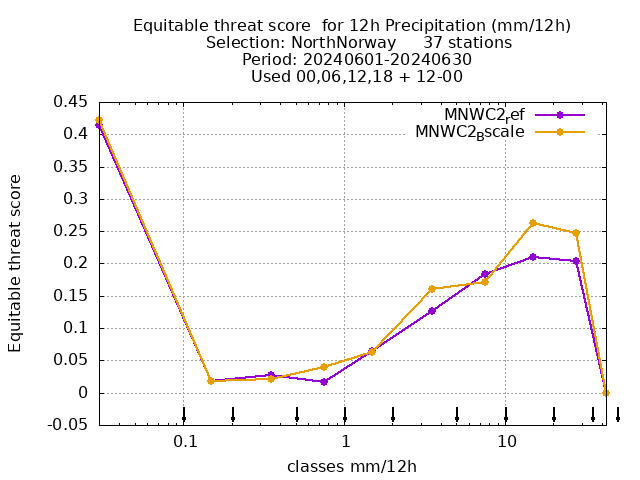 Equitable threat score  for 12h Precipitation (mm/12h)
Selection: NorthNorway     37 stations
Period: 20240601-20240630
Used 00,06,12,18 + 12-00
MNWC2ref
MNWC2Bscale
0.45
0.4
0.35
0.3
0.25
0.2
0.15
0.1
0.05
0
-0.05
Equitable threat score
0.1 1 10
classes mm/12h